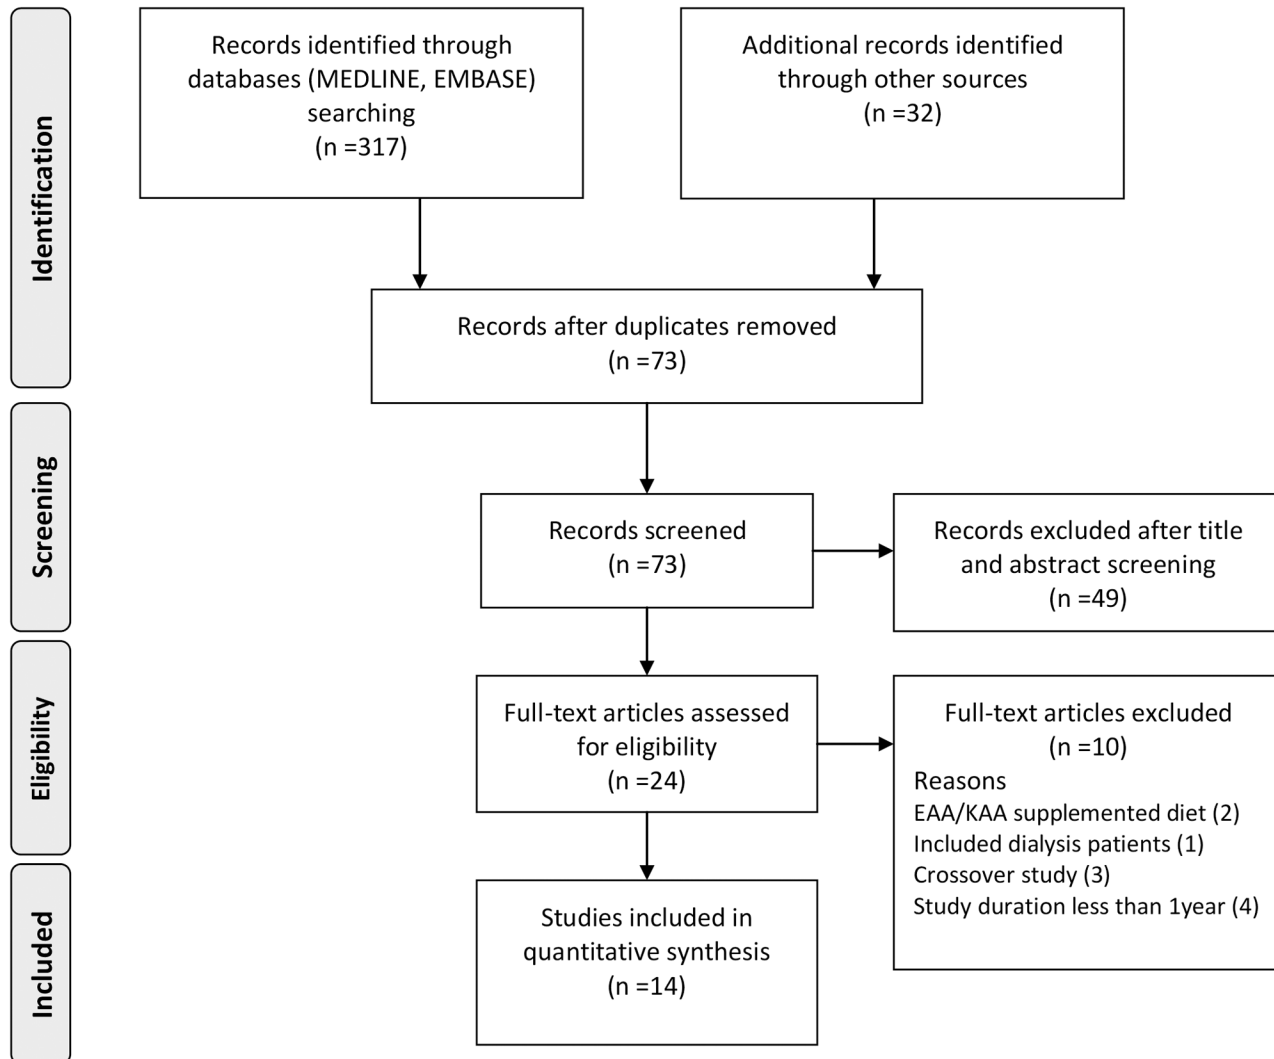 Identification
Records identified through
databases (MEDLINE, EMBASE)
searching
(n =317)
Additional records identified
through other sources
(n =32)
Records after duplicates removed
(n =73)
Screening
Records screened
(n =73)
Records excluded after title
and abstract screening
(n =49)
Eligibility
Full-text articles assessed
for eligibility
(n =24)
Full-text articles excluded
(n =10)
Reasons
EAA/KAA supplemented diet (2)
Included dialysis patients (1)
Crossover study (3)
Study duration less than 1year (4)
Included
Studies included in
quantitative synthesis
(n =14)